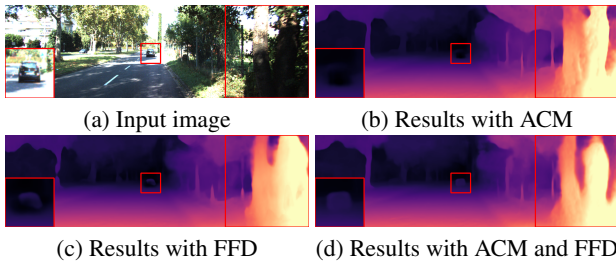 (a) Input image
(b) Results with ACM
(c) Results with FFD
(d) Results with ACM and FFD